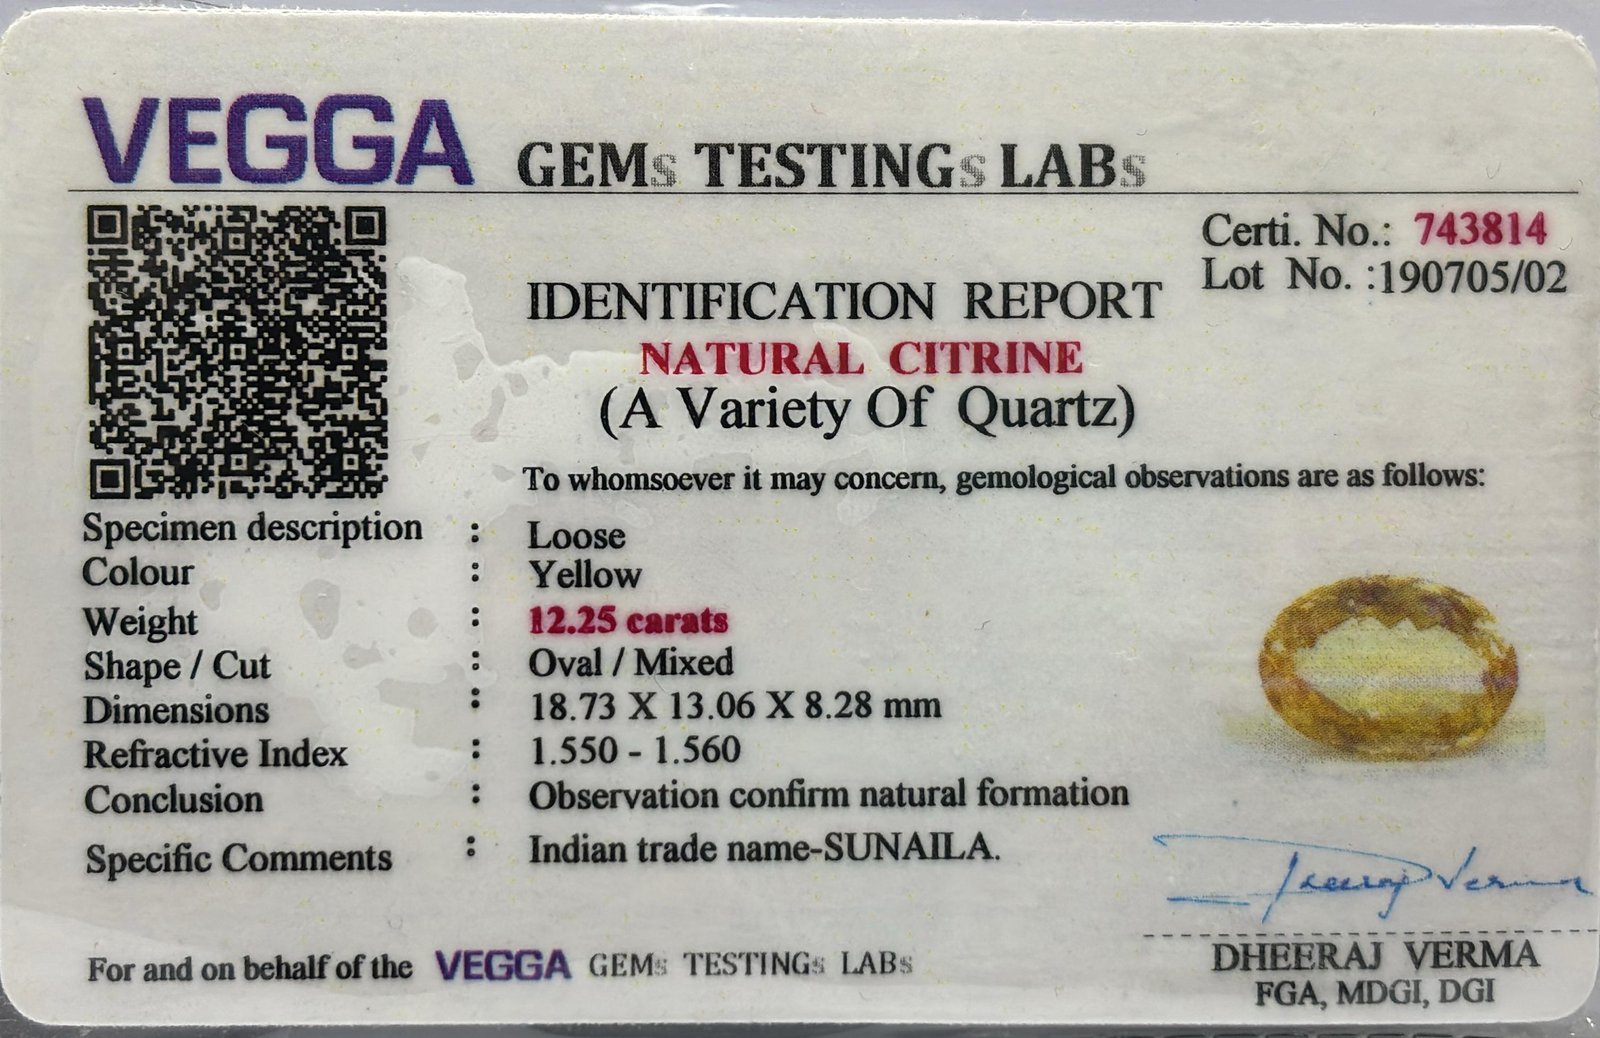 VEGGA GEMs TESTINGs LABs
Certi. No.: 743814
Lot No. :190705/02
IDENTIFICATION REPORT
NATURAL CITRINE
(A Variety Of Quartz)
To whomsoever it may concern, gemological observations are as follows:
Specimen description : Loose
Colour : Yellow
Weight : 12.25 carats
Shape / Cut : Oval / Mixed
Dimensions : 18.73 X 13.06 X 8.28 mm
Refractive Index : 1.550 - 1.560
Conclusion : Observation confirm natural formation
Specific Comments : Indian trade name-SUNAILA.
Dheeraj Verma
For and on behalf of the VEGGA GEMs TESTINGs LABs
DHEERAJ VERMA
FGA, MDGI, DGI